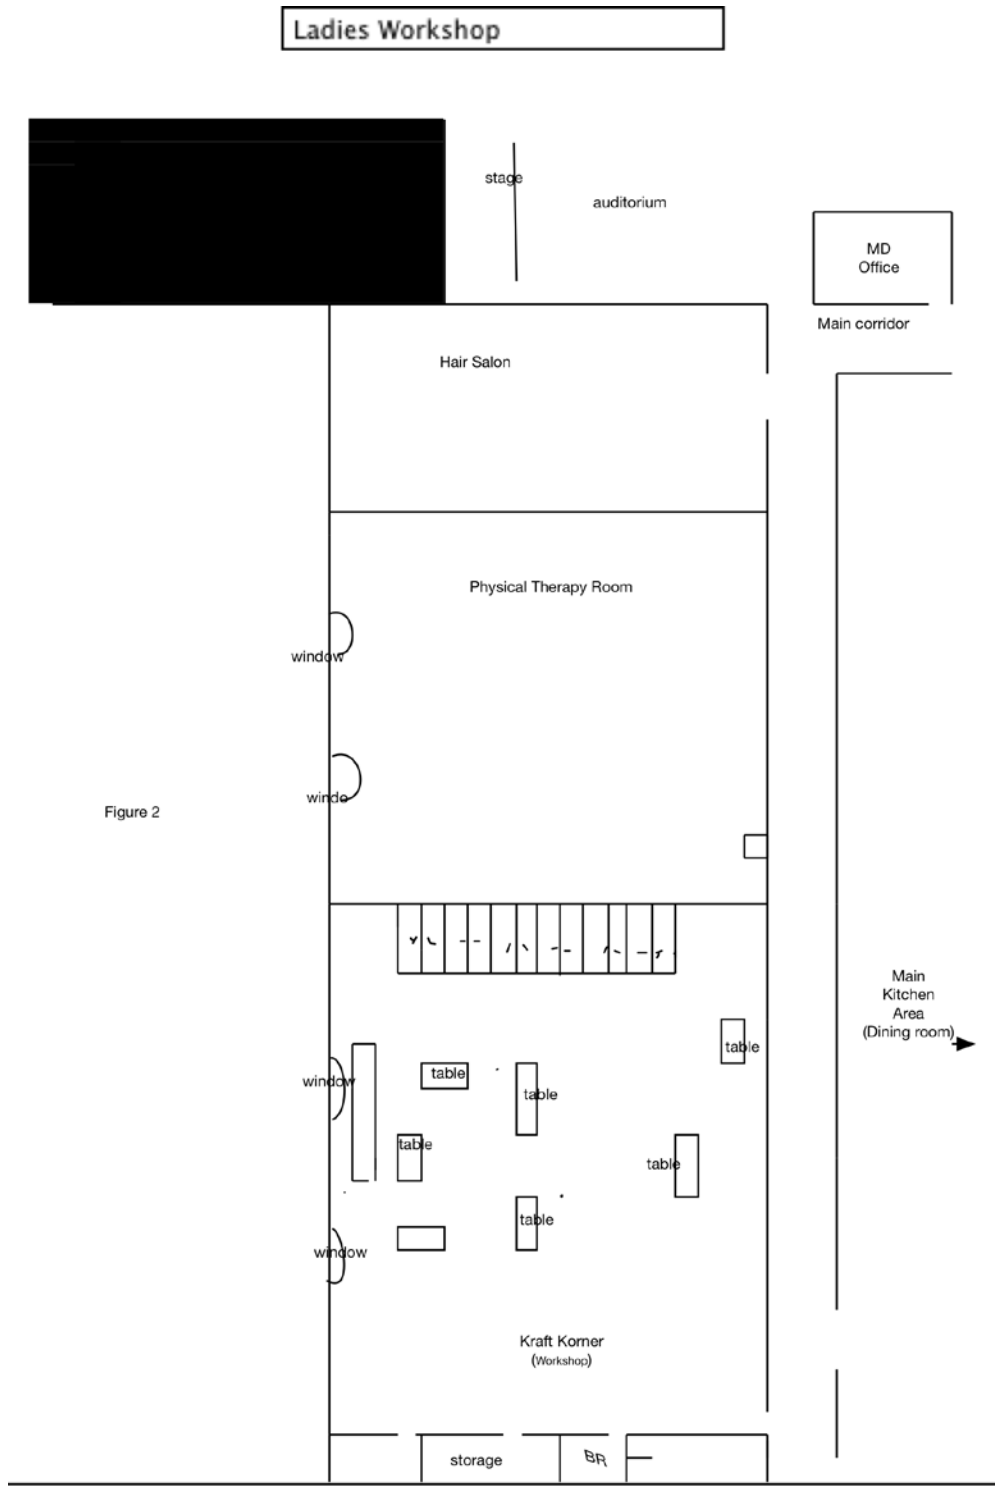 Ladies Workshop
stage
auditorium
MD
Office
Main corridor
Hair Salon
Physical Therapy Room
window
windo
Figure 2
Main
Kitchen
Area
(Dining room)
table
window
table
table
table
table
table
window
Kraft Korner
(Workshop)
storage
BR